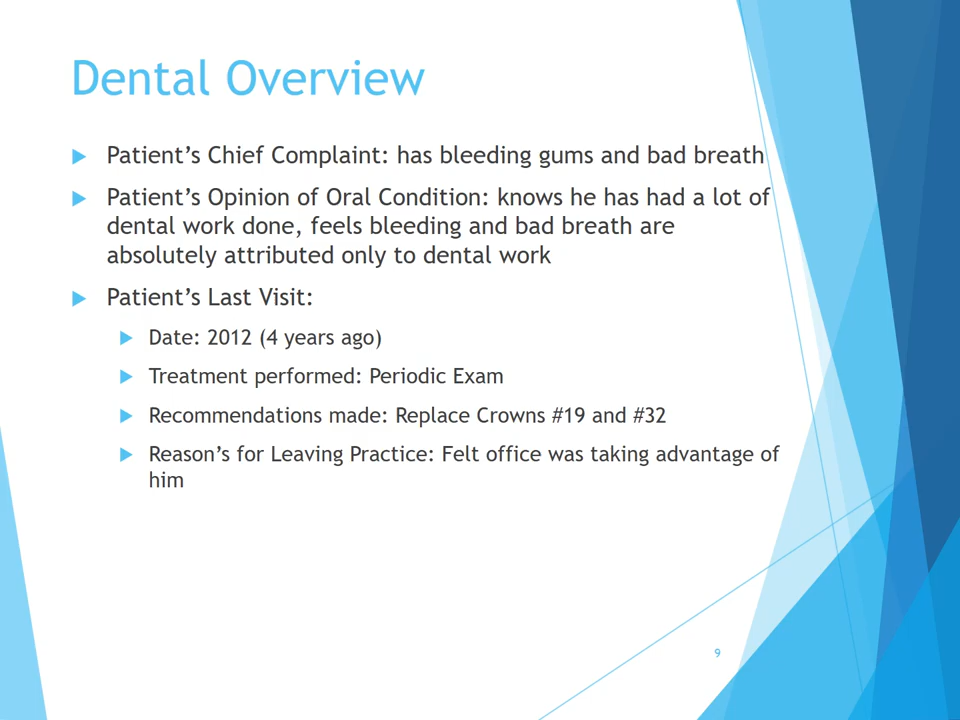 Dental Overview
Patient’s Chief Complaint: has bleeding gums and bad breath
Patient’s Opinion of Oral Condition: knows he has had a lot of
dental work done, feels bleeding and bad breath are
absolutely attributed only to dental work
Patient’s Last Visit:
Date: 2012 (4 years ago)
Treatment performed: Periodic Exam
Recommendations made: Replace Crowns #19 and #32
Reason’s for Leaving Practice: Felt office was taking advantage of
him
9